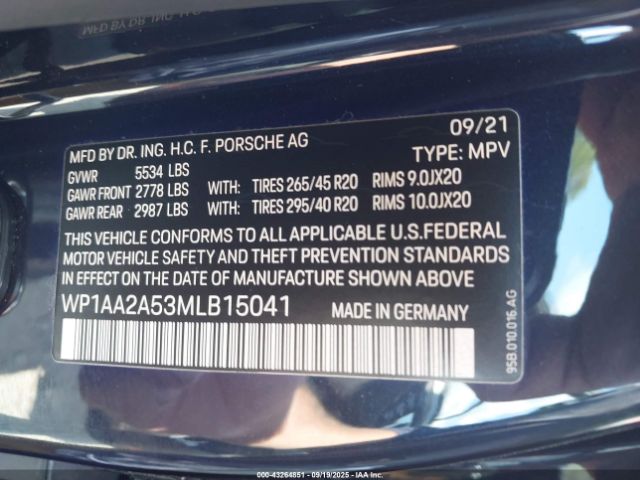 09/21
MFD BY DR. ING. H.C. F. PORSCHE AG
TYPE: MPV
GVWR 5534 LBS
GAWR FRONT 2778 LBS WITH: TIRES 265/45 R20 RIMS 9.0JX20
GAWR REAR 2987 LBS WITH: TIRES 295/40 R20 RIMS 10.0JX20
THIS VEHICLE CONFORMS TO ALL APPLICABLE U.S.FEDERAL
MOTOR VEHICLE SAFETY AND THEFT PREVENTION STANDARDS
IN EFFECT ON THE DATE OF MANUFACTURE SHOWN ABOVE.
WP1AA2A53MLB15041 MADE IN GERMANY
95B.010.016.AG
000-43264851 - 09/19/2025 - IAAI.COM